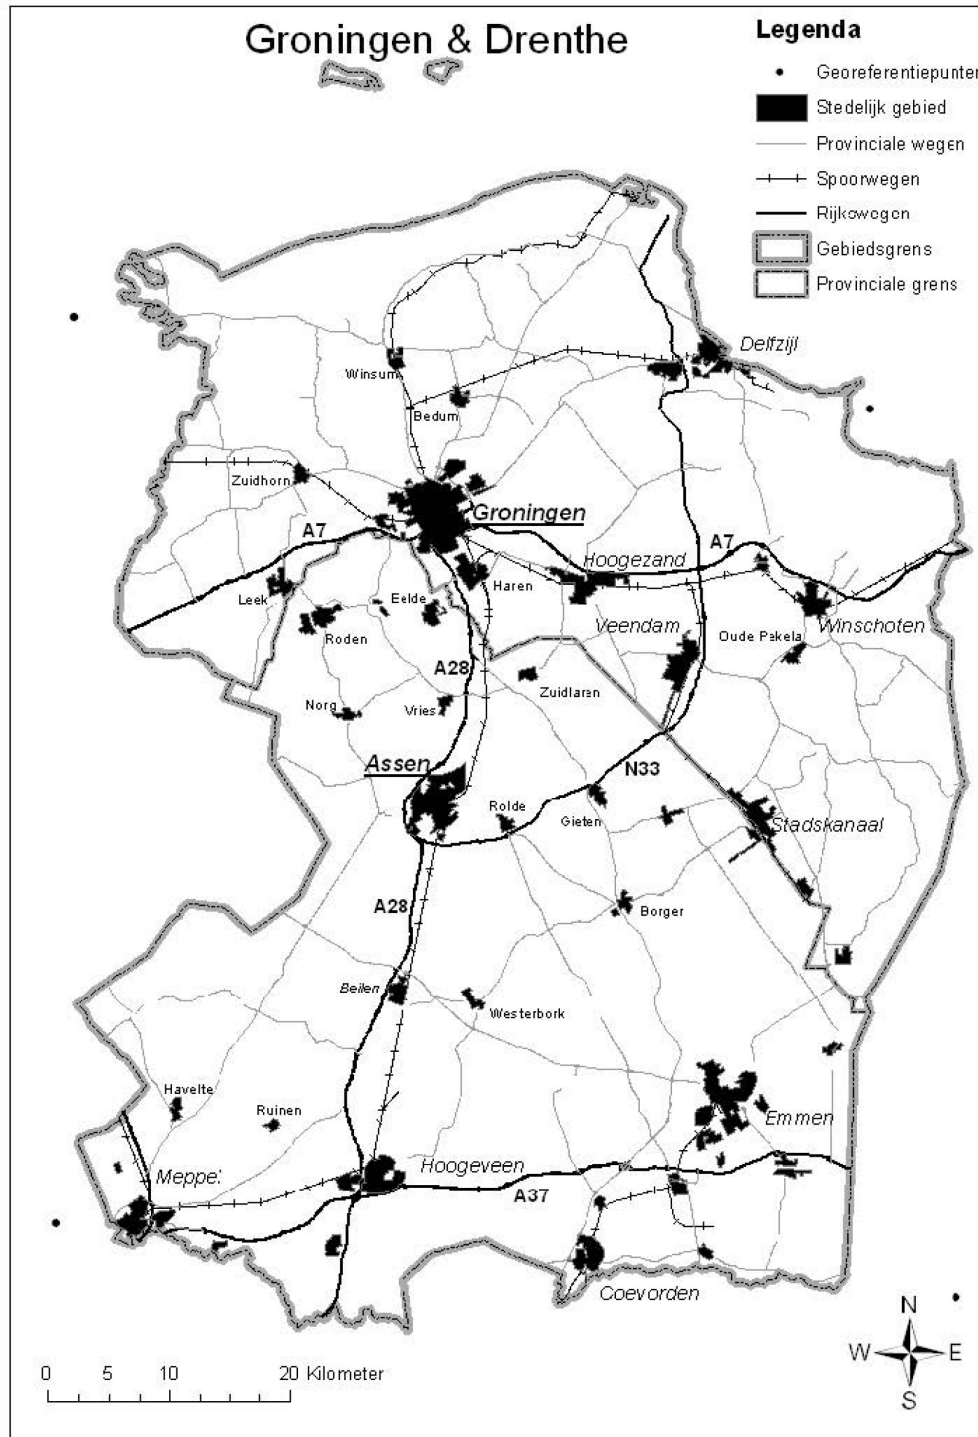 Groningen & Drenthe
Legenda
Georeferentiepunten
Stedelijk gebied
Provinciale wegen
Spoorwegen
Rijkswegen
Gebiedsgrens
Provinciale grens
Delfzijl
Winsum
Bedum
Zuidhorn
Groningen
A7
Hoogezand
A7
Leek
Eelde
Haren
Roden
Veendam
Oude Pekela
Winschoten
A28
Zuidlaren
Norg
Vries
Assen
N33
Rolde
Gieten
Stadskanaal
A28
Borger
Beilen
Westerbork
Havelte
Ruinen
Emmen
Meppel
Hoogeveen
A37
Coevorden
N
W E
S
0 5 10 20 Kilometer